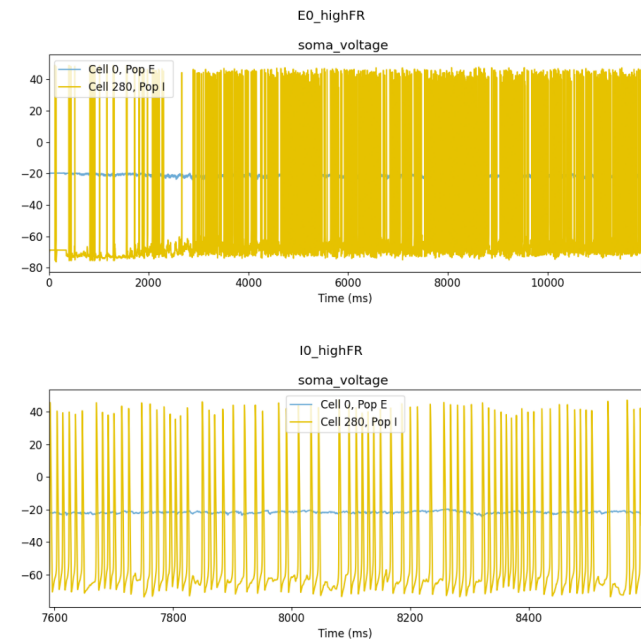 E0_highFR
soma_voltage
Cell 0, Pop E
Cell 280, Pop I
40
20
0
−20
−40
−60
−80
0 2000 4000 6000 8000 10000
Time (ms)
I0_highFR
soma_voltage
Cell 0, Pop E
Cell 280, Pop I
40
20
0
−20
−40
−60
7600 7800 8000 8200 8400
Time (ms)